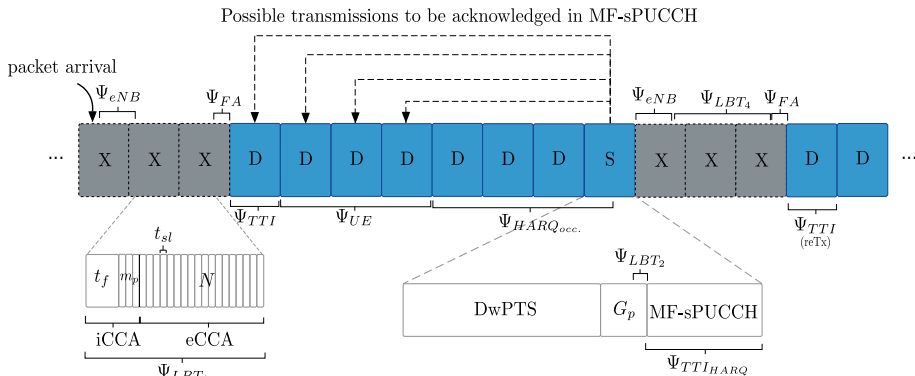 Possible transmissions to be acknowledged in MF-sPUCCH
packet arrival
Ψ_eNB
Ψ_FA
Ψ_eNB
Ψ_LBT_4
Ψ_FA
...
X
X
X
D
D
D
D
D
D
D
S
X
X
X
D
D
...
Ψ_TTI
Ψ_UE
Ψ_HARQ_occ.
Ψ_TTI
(reTx)
t_sl
t_f
m_p
N
iCCA
eCCA
Ψ_LBT
Ψ_LBT_2
DwPTS
G_p
MF-sPUCCH
Ψ_TTI_HARQ